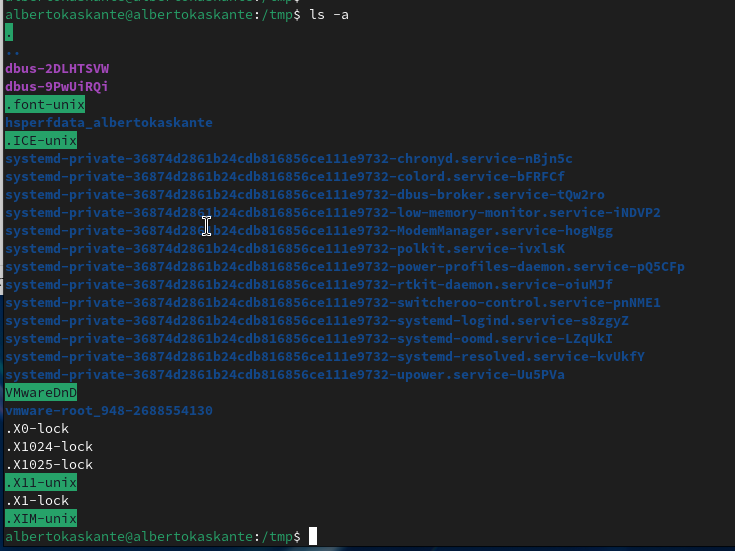 albertokaskante@albertokaskante:/tmp$ ls -a
.
..
dbus-2DLHTSVW
dbus-9PwUiRQi
.font-unix
hsperfdata_albertokaskante
.ICE-unix
systemd-private-36874d2861b24cdb816856ce111e9732-chronyd.service-nBjn5c
systemd-private-36874d2861b24cdb816856ce111e9732-colord.service-bFRFCf
systemd-private-36874d2861b24cdb816856ce111e9732-dbus-broker.service-tQw2ro
systemd-private-36874d2861b24cdb816856ce111e9732-low-memory-monitor.service-iNDVP2
systemd-private-36874d2861b24cdb816856ce111e9732-ModemManager.service-hogNgg
systemd-private-36874d2861b24cdb816856ce111e9732-polkit.service-ivxlsK
systemd-private-36874d2861b24cdb816856ce111e9732-power-profiles-daemon.service-pQ5CFp
systemd-private-36874d2861b24cdb816856ce111e9732-rtkit-daemon.service-oiuMJf
systemd-private-36874d2861b24cdb816856ce111e9732-switcheroo-control.service-pnNME1
systemd-private-36874d2861b24cdb816856ce111e9732-systemd-logind.service-s8zgyZ
systemd-private-36874d2861b24cdb816856ce111e9732-systemd-oomd.service-LZqUkI
systemd-private-36874d2861b24cdb816856ce111e9732-systemd-resolved.service-kvUkfY
systemd-private-36874d2861b24cdb816856ce111e9732-upower.service-Uu5PVa
VMwareDnD
vmware-root_948-2688554130
.X0-lock
.X1024-lock
.X1025-lock
.X11-unix
.X1-lock
.XIM-unix
albertokaskante@albertokaskante:/tmp$